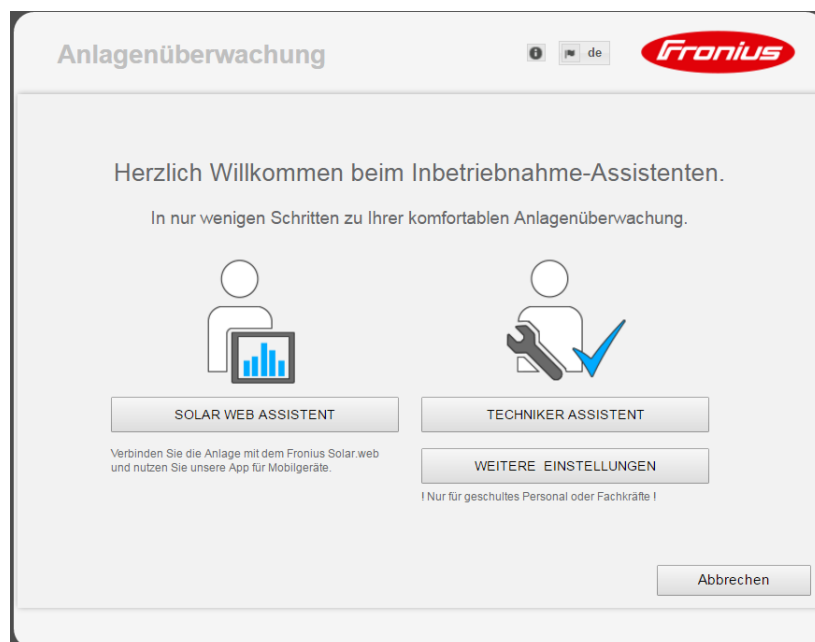 Anlagenüberwachung
de
Fronius
Herzlich Willkommen beim Inbetriebnahme-Assistenten.
In nur wenigen Schritten zu Ihrer komfortablen Anlagenüberwachung.
SOLAR WEB ASSISTENT
Verbinden Sie die Anlage mit dem Fronius Solar.web
und nutzen Sie unsere App für Mobilgeräte.
TECHNIKER ASSISTENT
WEITERE EINSTELLUNGEN
! Nur für geschultes Personal oder Fachkräfte !
Abbrechen